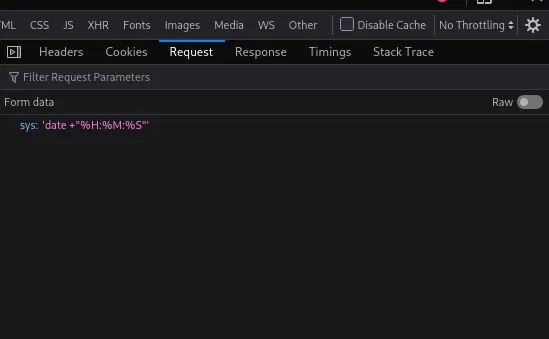 TML CSS JS XHR Fonts Images Media WS Other Disable Cache No Throttling
Headers Cookies Request Response Timings Stack Trace
Filter Request Parameters
Form data Raw
sys: 'date +"%H:%M:%S"'